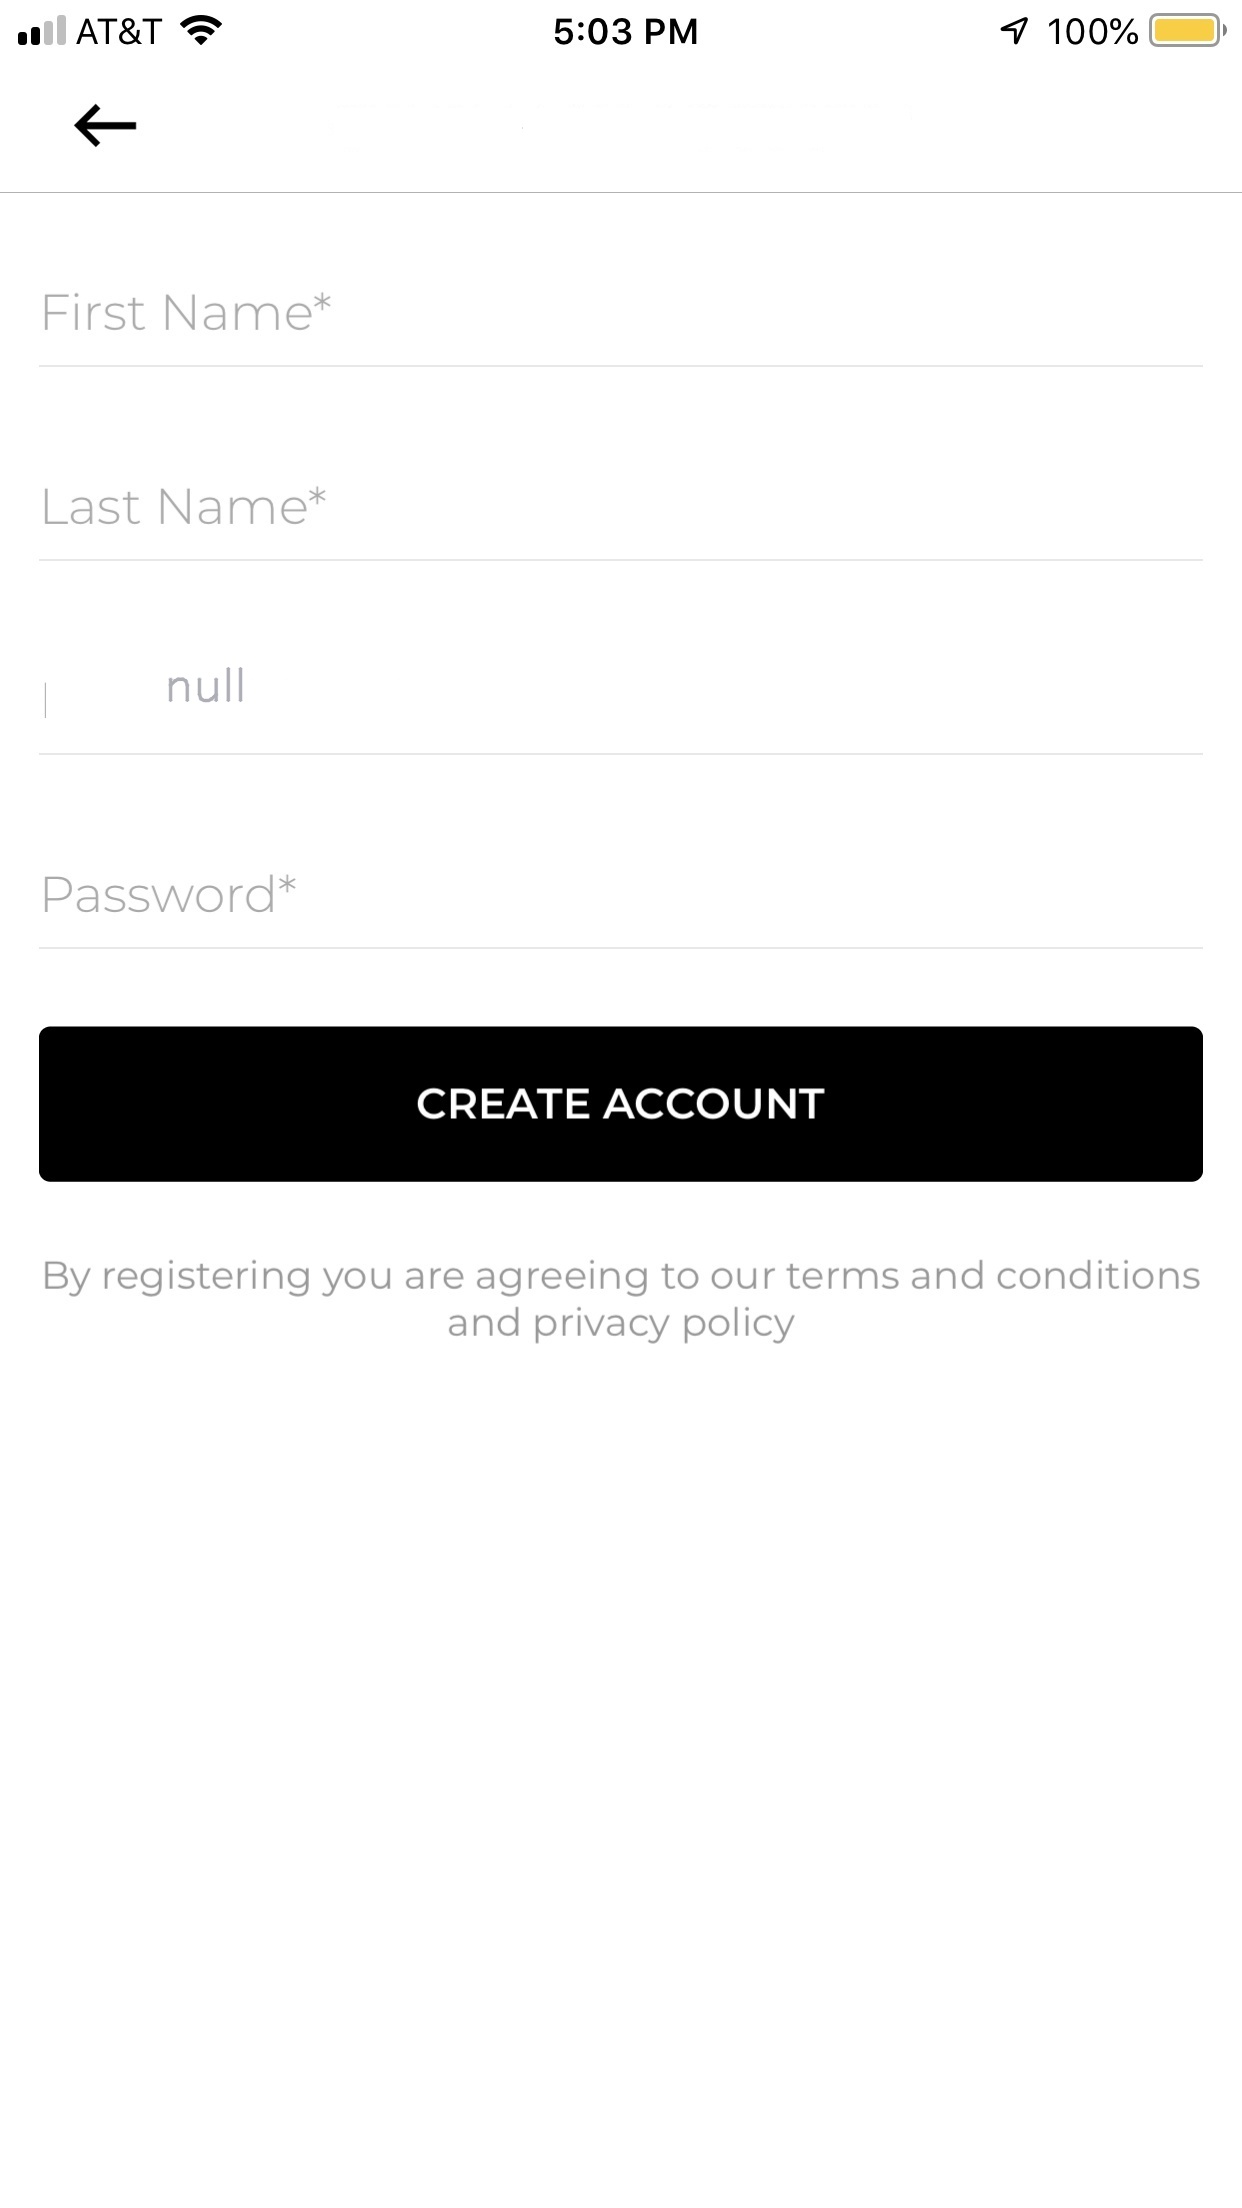 AT&T 5:03 PM 100%
First Name*
Last Name*
null
Password*
CREATE ACCOUNT
By registering you are agreeing to our terms and conditions
and privacy policy